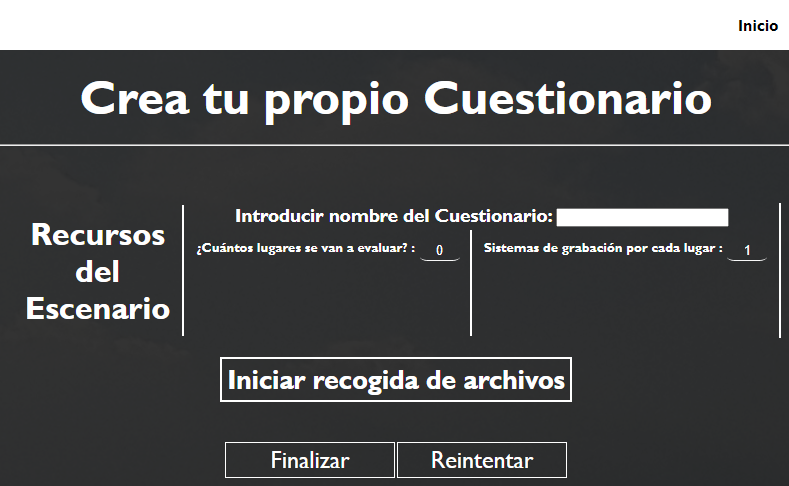 Inicio
Crea tu propio Cuestionario
Recursos
del
Escenario
Introducir nombre del Cuestionario:
¿Cuántos lugares se van a evaluar? : 0
Sistemas de grabación por cada lugar : 1
Iniciar recogida de archivos
Finalizar
Reintentar